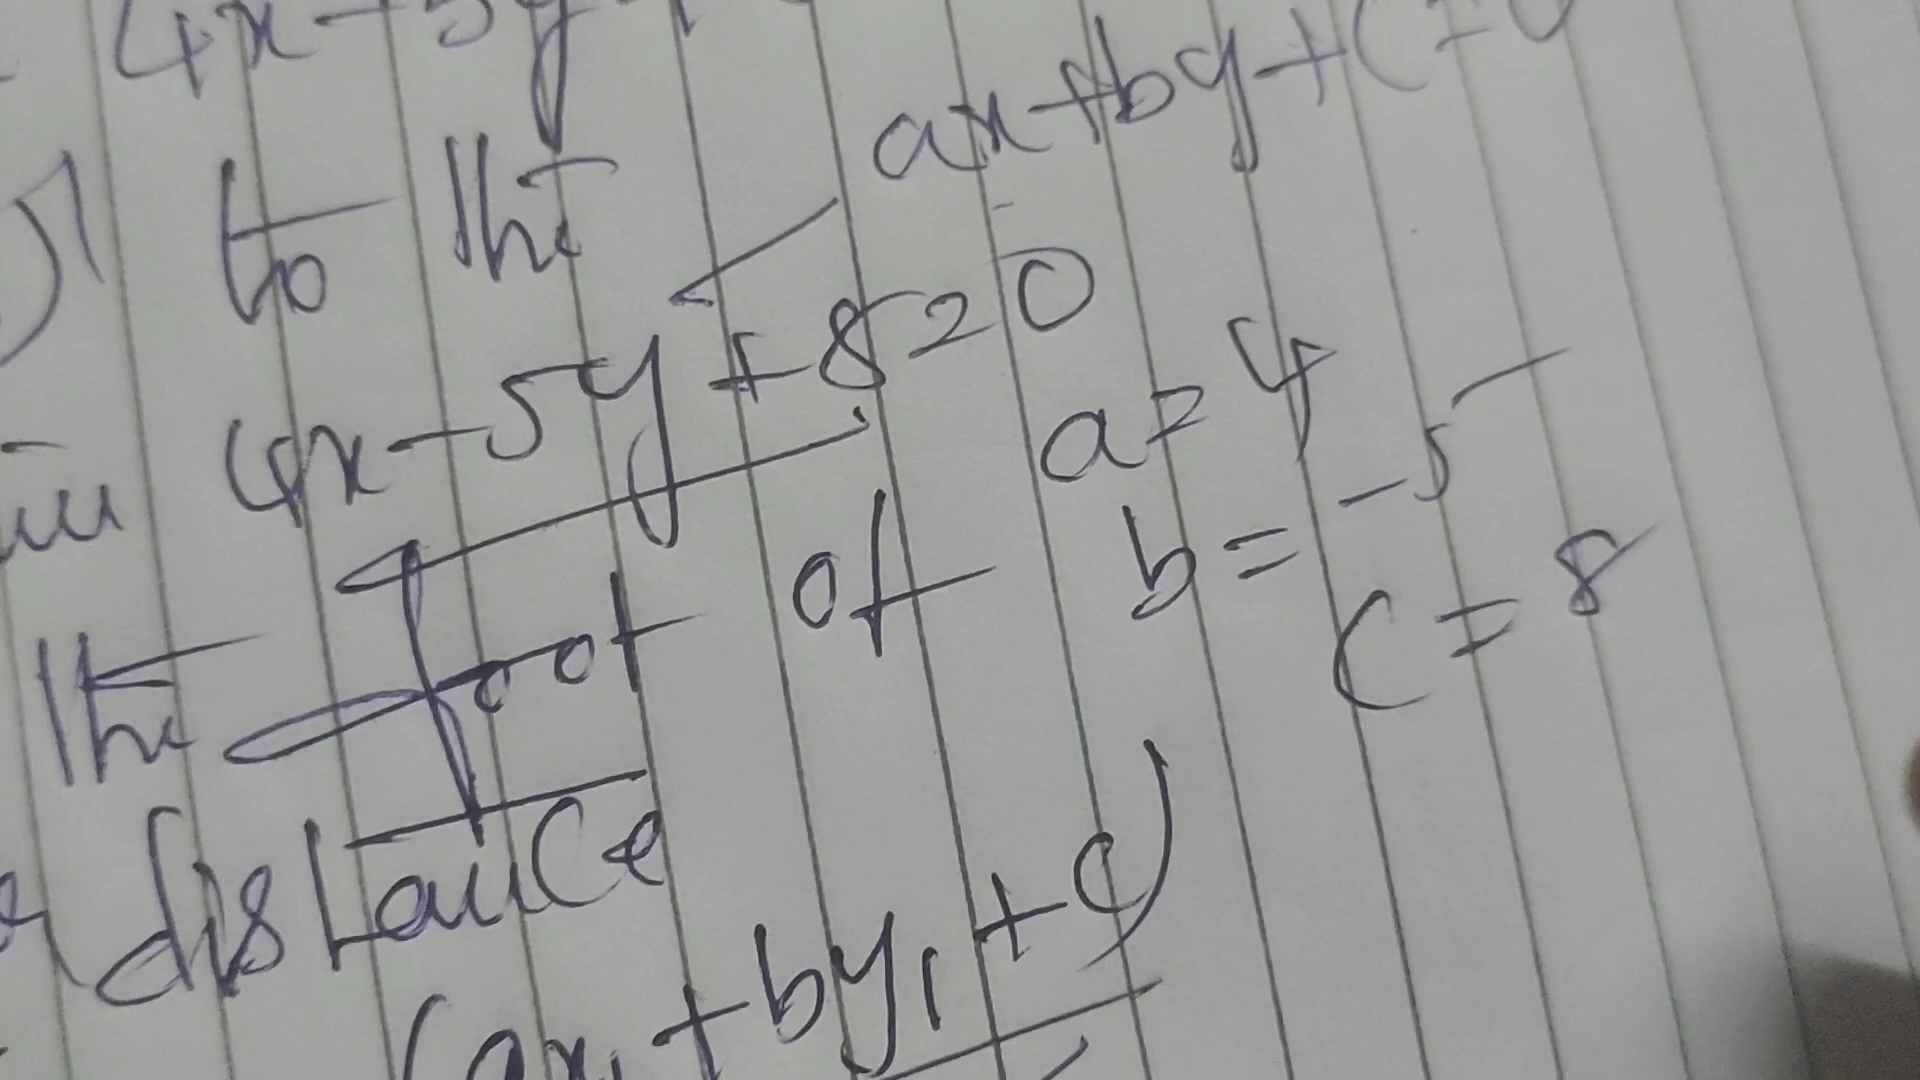 4x-5y+
ax+by+c=0
to the
4x-5y+8=0
a=4
b=-5
c=8
the foot of
distance
(ax1+by1+c)